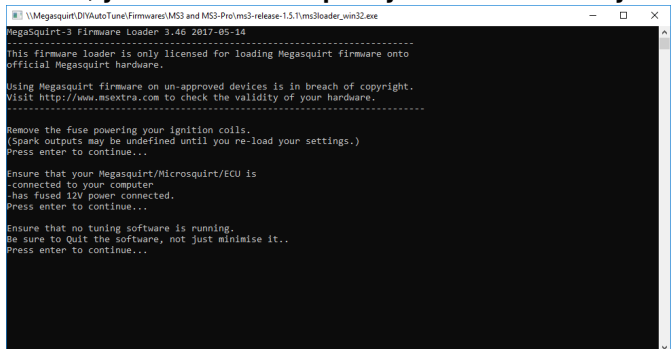 \\Megasquirt\DIYAutoTune\Firmwares\MS3 and MS3-Pro\ms3-release-1.5.1\ms3loader_win32.exe
MegaSquirt-3 Firmware Loader 3.46 2017-05-14
--------------------------------------------------------------------------
This firmware loader is only licensed for loading Megasquirt firmware onto
official Megasquirt hardware.
Using Megasquirt firmware on un-approved devices is in breach of copyright.
Visit http://www.msextra.com to check the validity of your hardware.
----------------------------------------------------------------------------
Remove the fuse powering your ignition coils.
(Spark outputs may be undefined until you re-load your settings.)
Press enter to continue...
Ensure that your Megasquirt/Microsquirt/ECU is
-connected to your computer
-has fused 12V power connected.
Press enter to continue...
Ensure that no tuning software is running.
Be sure to Quit the software, not just minimise it..
Press enter to continue...